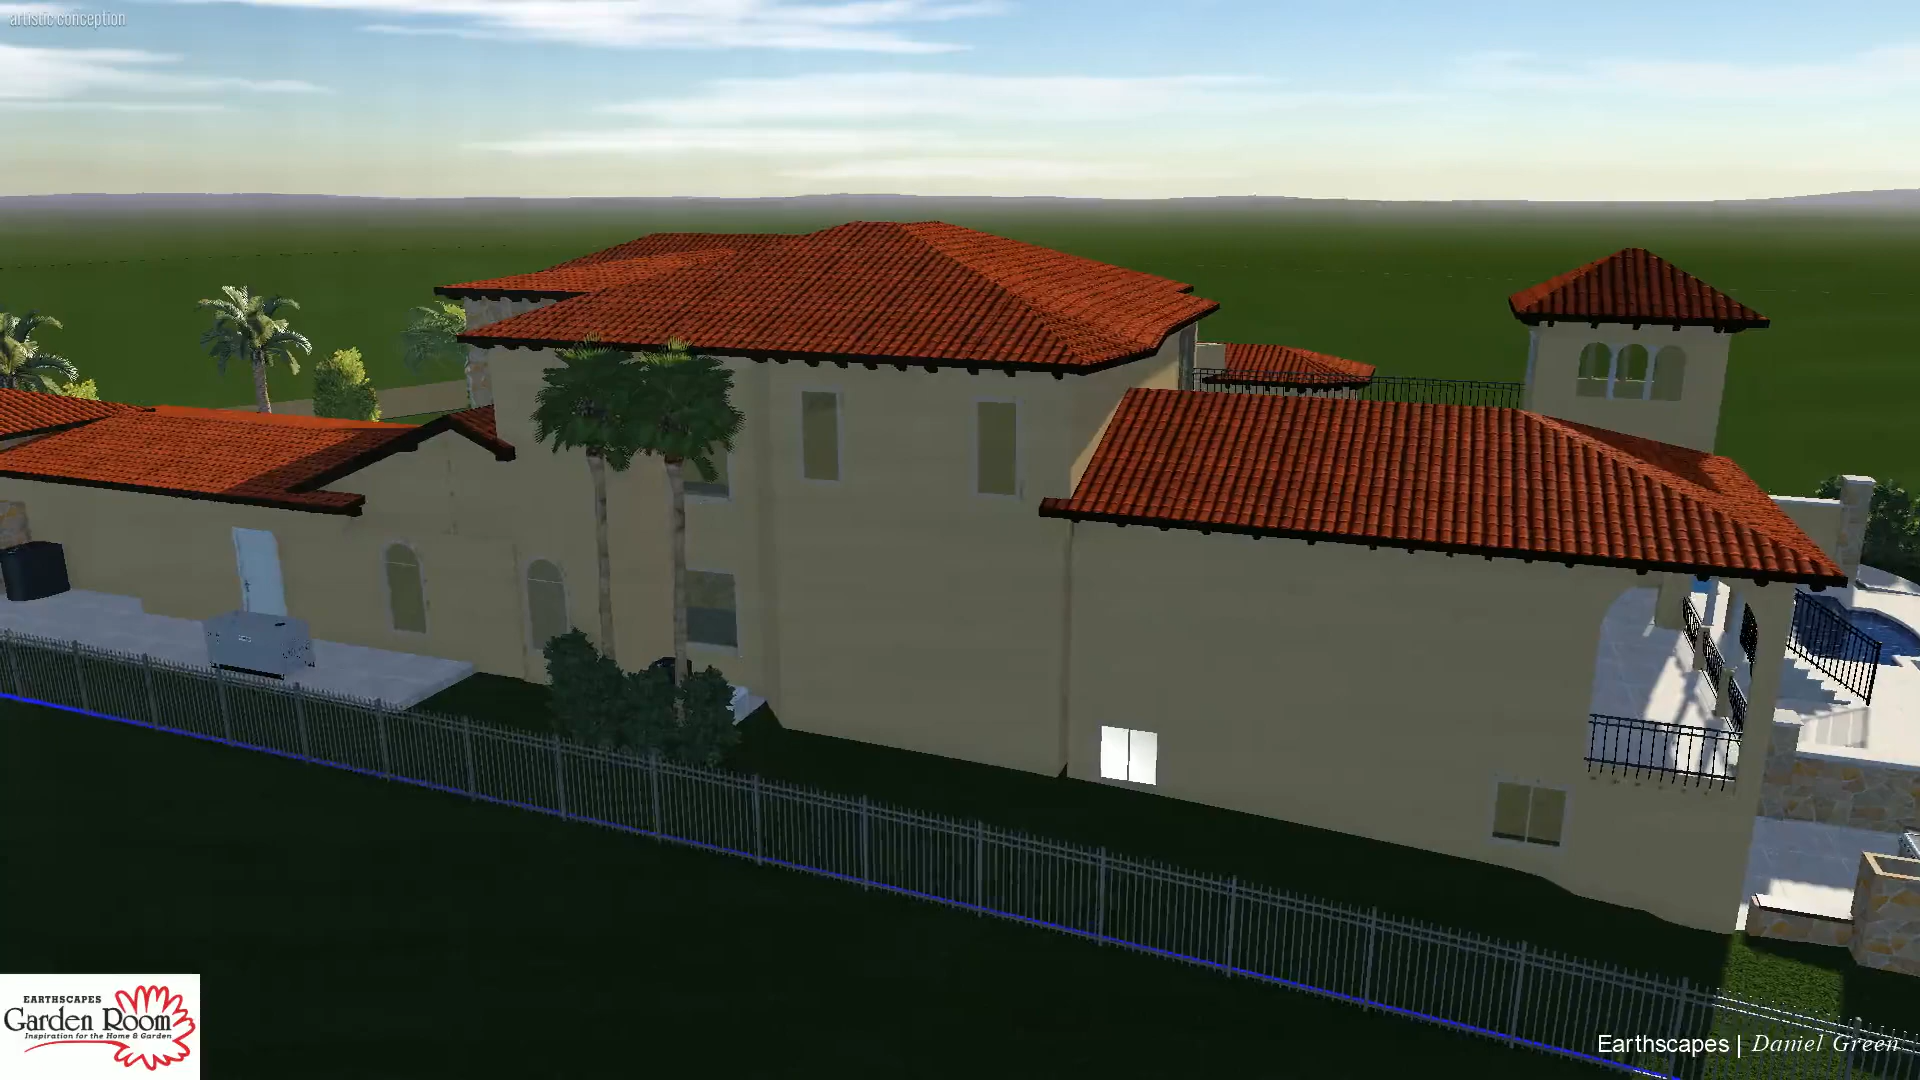 artistic conception
EARTHSCAPES
Garden Room
Inspiration for the Home & Garden
Earthscapes | Daniel Green